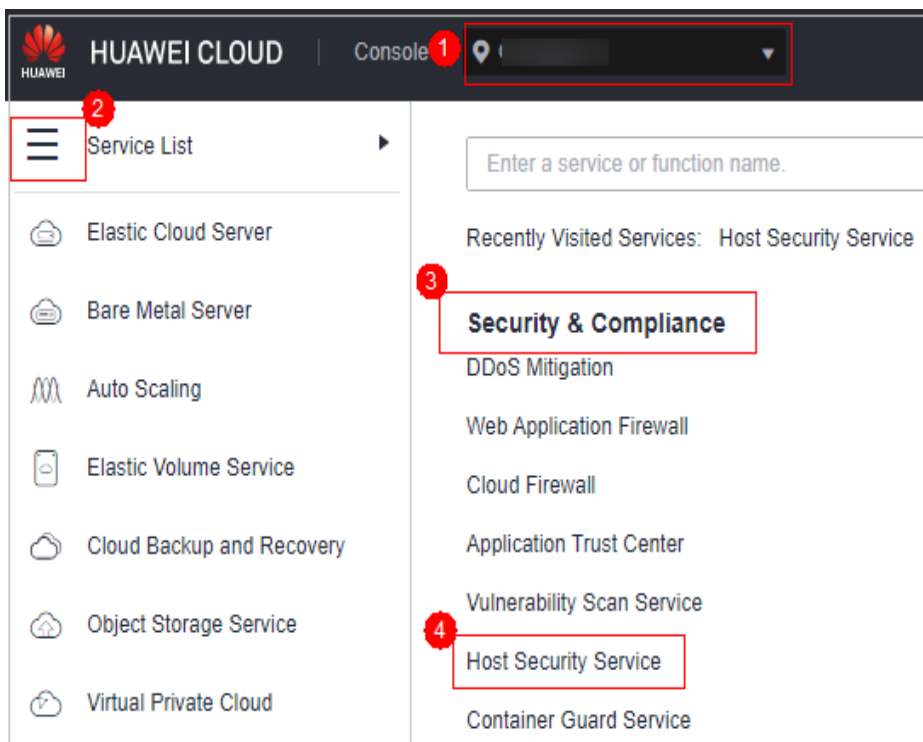 HUAWEI
HUAWEI CLOUD
Console
1
2
Service List
Elastic Cloud Server
Bare Metal Server
Auto Scaling
Elastic Volume Service
Cloud Backup and Recovery
Object Storage Service
Virtual Private Cloud
Enter a service or function name.
Recently Visited Services: Host Security Service
3
Security & Compliance
DDoS Mitigation
Web Application Firewall
Cloud Firewall
Application Trust Center
Vulnerability Scan Service
4
Host Security Service
Container Guard Service